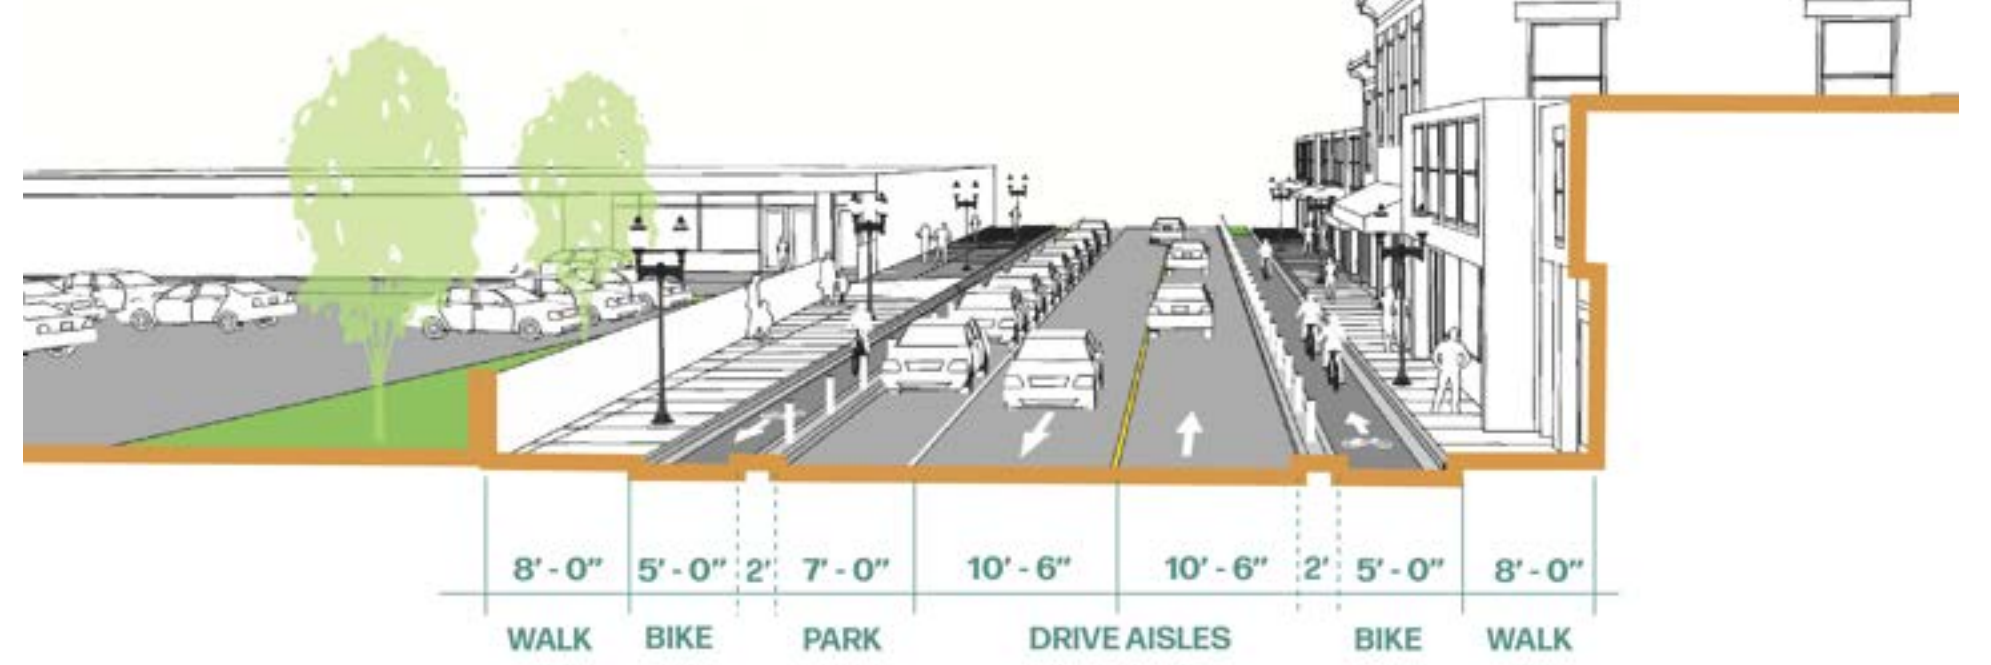 8' - 0" 5' - 0" 2' 7' - 0" 10' - 6" 10' - 6" 2' 5' - 0" 8' - 0"
WALK BIKE PARK DRIVE AISLES BIKE WALK